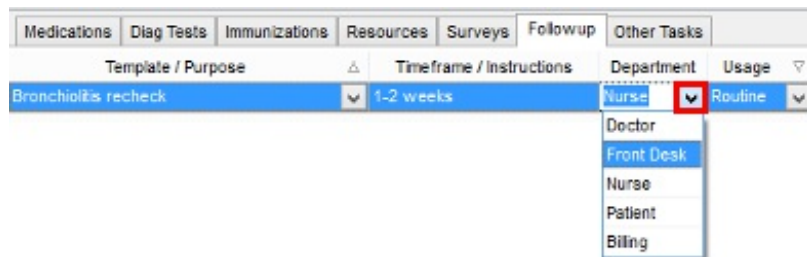 Medications Diag Tests Immunizations Resources Surveys Followup Other Tasks
Template / Purpose Timeframe / Instructions Department Usage
Bronchiolitis recheck 1-2 weeks Nurse Routine
Doctor
Front Desk
Nurse
Patient
Billing